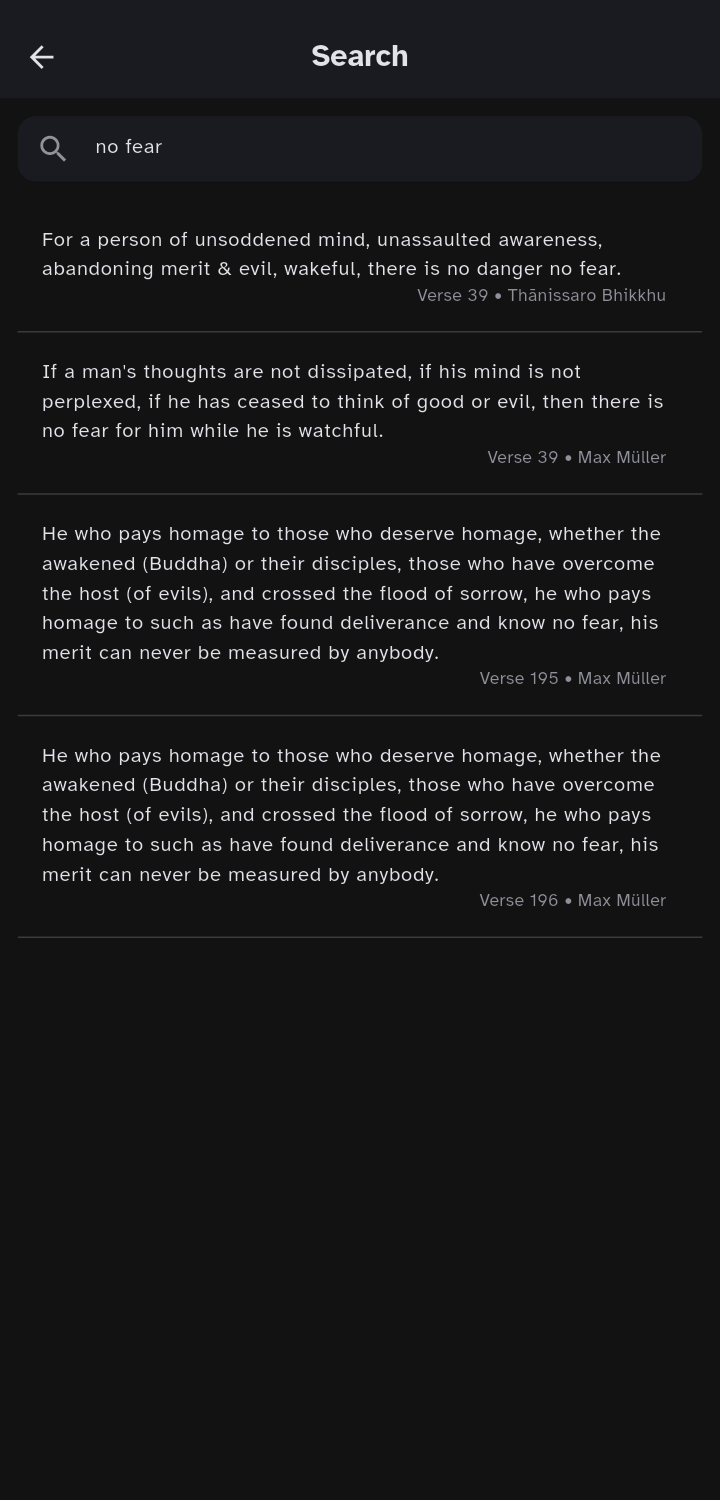 Search
no fear
For a person of unsoddened mind, unassaulted awareness,
abandoning merit & evil, wakeful, there is no danger no fear.
Verse 39 • Thānissaro Bhikkhu
If a man's thoughts are not dissipated, if his mind is not
perplexed, if he has ceased to think of good or evil, then there is
no fear for him while he is watchful.
Verse 39 • Max Müller
He who pays homage to those who deserve homage, whether the
awakened (Buddha) or their disciples, those who have overcome
the host (of evils), and crossed the flood of sorrow, he who pays
homage to such as have found deliverance and know no fear, his
merit can never be measured by anybody.
Verse 195 • Max Müller
He who pays homage to those who deserve homage, whether the
awakened (Buddha) or their disciples, those who have overcome
the host (of evils), and crossed the flood of sorrow, he who pays
homage to such as have found deliverance and know no fear, his
merit can never be measured by anybody.
Verse 196 • Max Müller